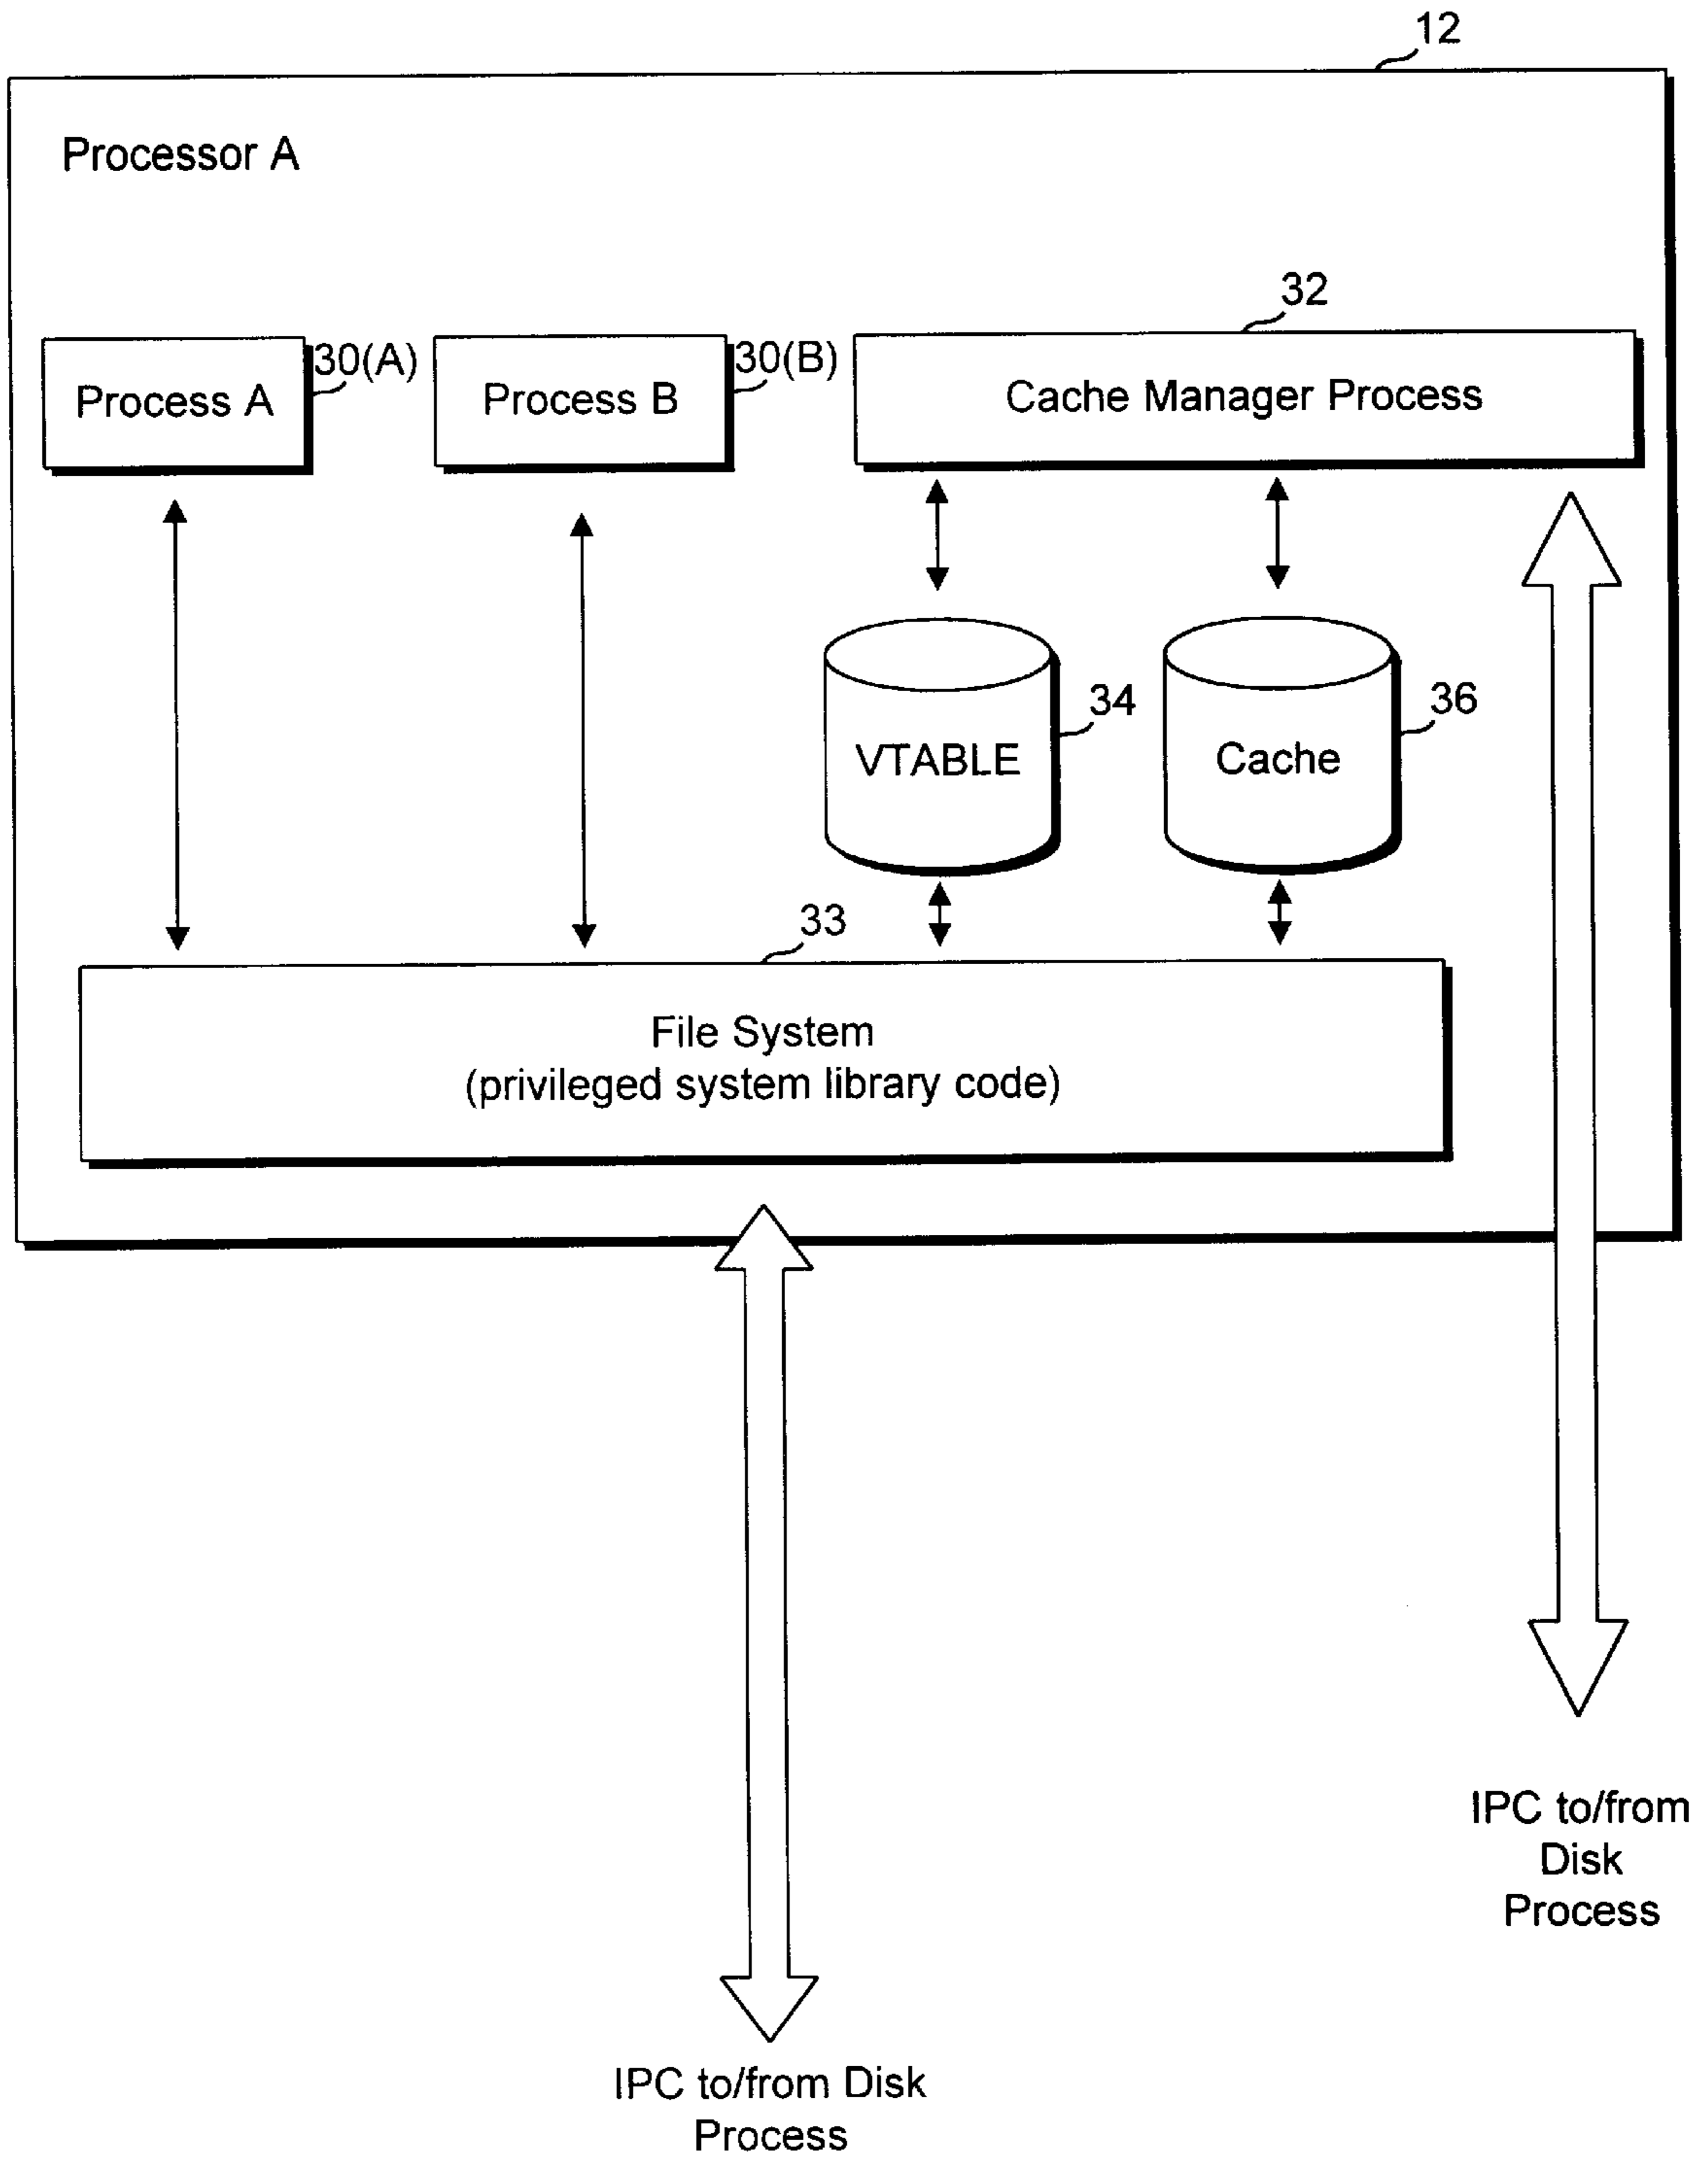 12
Processor A
32
30(A)
30(B)
Process A
Process B
Cache Manager Process
34
36
VTABLE
Cache
33
File System
(privileged system library code)
IPC to/from
Disk
Process
IPC to/from Disk
Process